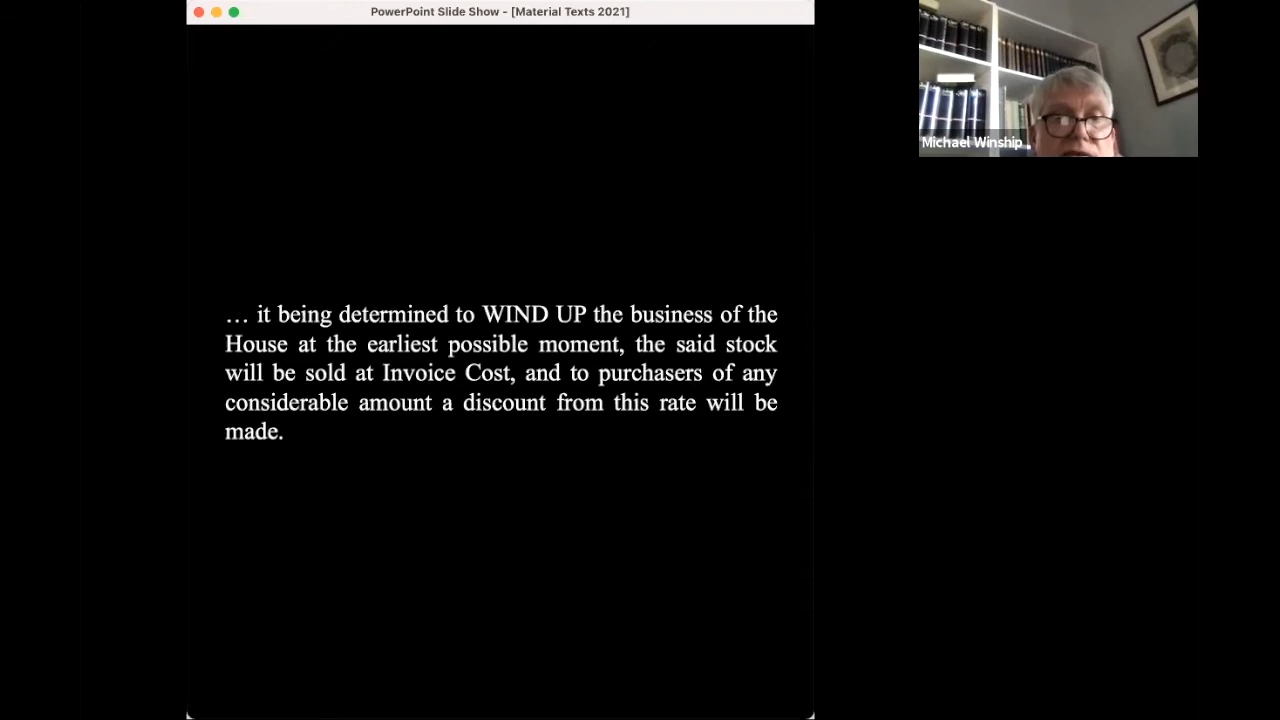 PowerPoint Slide Show - [Material Texts 2021]
… it being determined to WIND UP the business of the
House at the earliest possible moment, the said stock
will be sold at Invoice Cost, and to purchasers of any
considerable amount a discount from this rate will be
made.
Michael Winship